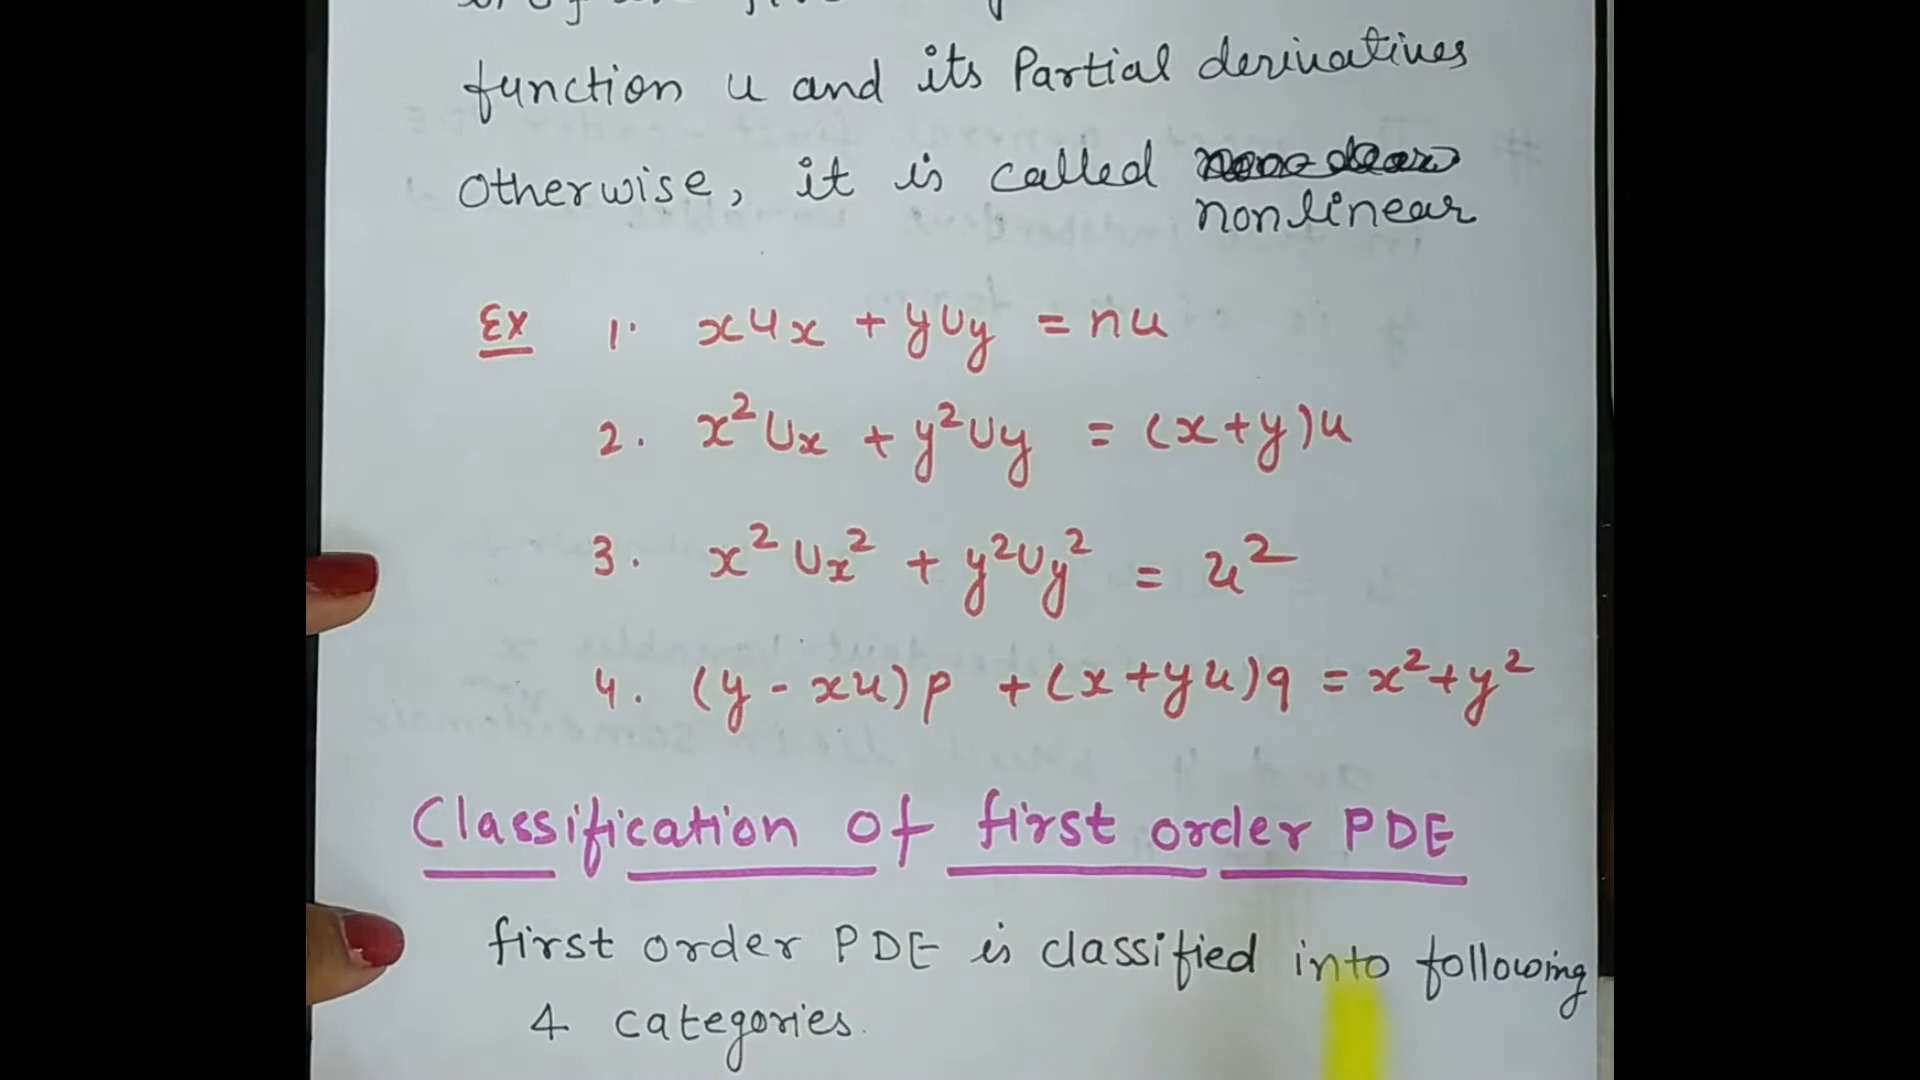 function u and its Partial derivatives
otherwise, it is called
nonlinear
Ex 1. xux + yuy = nu
2. x²Ux + y²Uy = (x+y)u
3. x²Ux² + y²Uy² = u²
4. (y - xu)p + (x+yu)q = x²+y²
Classification of first order PDE
first order PDE is classified into following
4 categories.